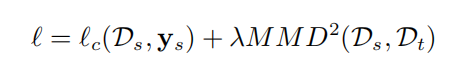 ℓ = ℓ_c(𝒟_s, 𝐲_s) + λMMD²(𝒟_s, 𝒟_t)